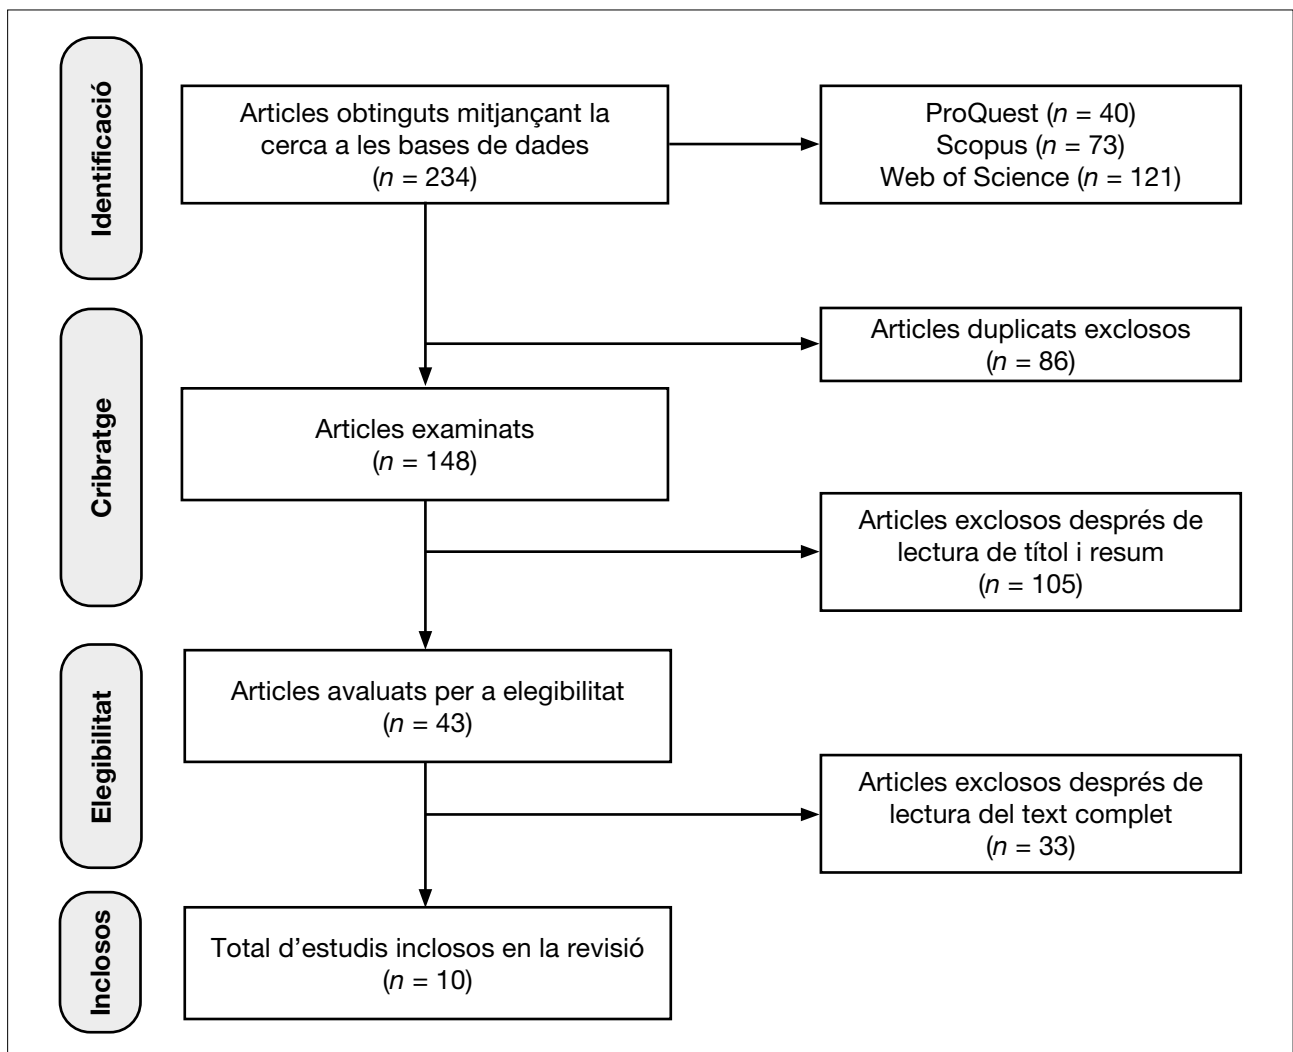 Identificació
Articles obtinguts mitjançant la
cerca a les bases de dades
(n = 234)
ProQuest (n = 40)
Scopus (n = 73)
Web of Science (n = 121)
Cribratge
Articles duplicats exclosos
(n = 86)
Articles examinats
(n = 148)
Articles exclosos després de
lectura de títol i resum
(n = 105)
Elegibilitat
Articles avaluats per a elegibilitat
(n = 43)
Articles exclosos després de
lectura del text complet
(n = 33)
Inclosos
Total d’estudis inclosos en la revisió
(n = 10)